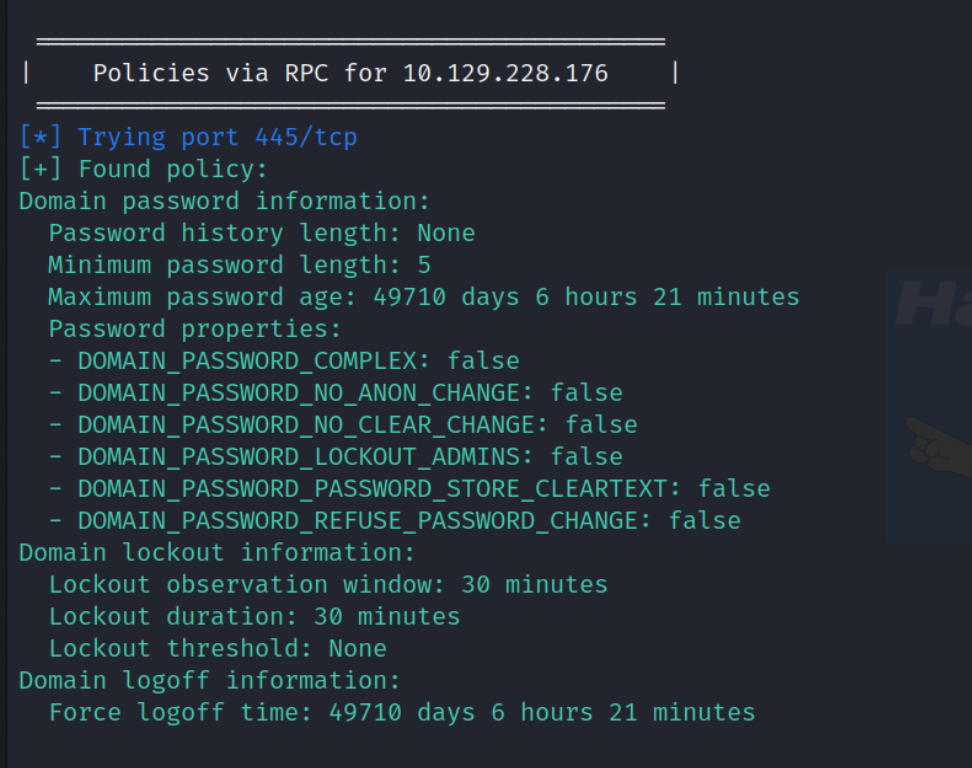 | Policies via RPC for 10.129.228.176 |
[*] Trying port 445/tcp
[+] Found policy:
Domain password information:
  Password history length: None
  Minimum password length: 5
  Maximum password age: 49710 days 6 hours 21 minutes
  Password properties:
  - DOMAIN_PASSWORD_COMPLEX: false
  - DOMAIN_PASSWORD_NO_ANON_CHANGE: false
  - DOMAIN_PASSWORD_NO_CLEAR_CHANGE: false
  - DOMAIN_PASSWORD_LOCKOUT_ADMINS: false
  - DOMAIN_PASSWORD_PASSWORD_STORE_CLEARTEXT: false
  - DOMAIN_PASSWORD_REFUSE_PASSWORD_CHANGE: false
Domain lockout information:
  Lockout observation window: 30 minutes
  Lockout duration: 30 minutes
  Lockout threshold: None
Domain logoff information:
  Force logoff time: 49710 days 6 hours 21 minutes